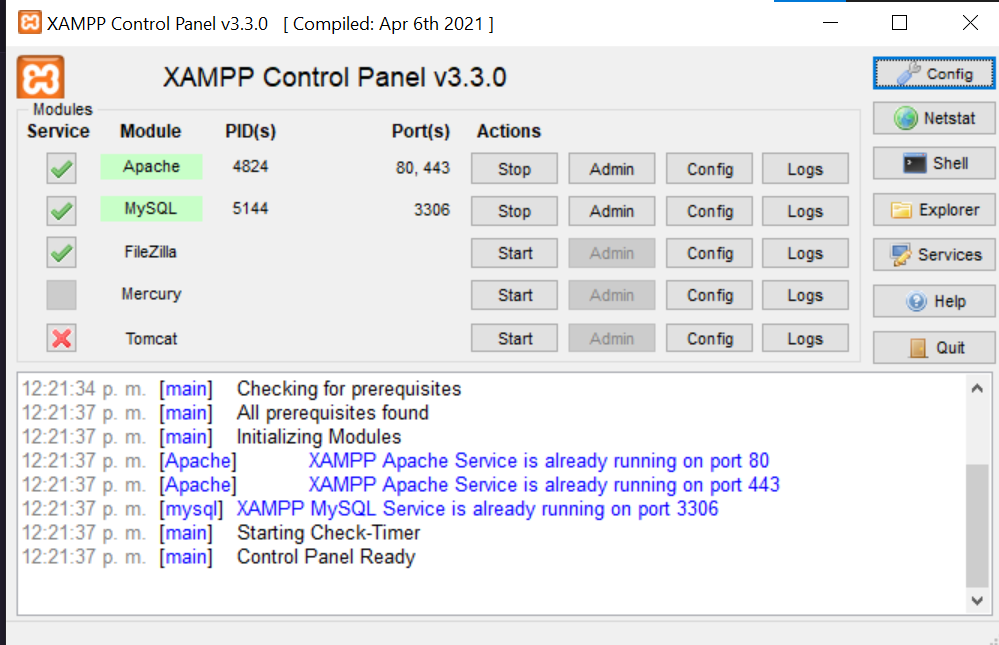 XAMPP Control Panel v3.3.0 [ Compiled: Apr 6th 2021 ]
XAMPP Control Panel v3.3.0
Config
Modules
Service Module PID(s) Port(s) Actions
Netstat
Apache 4824 80, 443 Stop Admin Config Logs
Shell
MySQL 5144 3306 Stop Admin Config Logs
Explorer
FileZilla Start Admin Config Logs
Services
Mercury Start Admin Config Logs
Help
Tomcat Start Admin Config Logs
Quit
12:21:34 p. m. [main] Checking for prerequisites
12:21:37 p. m. [main] All prerequisites found
12:21:37 p. m. [main] Initializing Modules
12:21:37 p. m. [Apache] XAMPP Apache Service is already running on port 80
12:21:37 p. m. [Apache] XAMPP Apache Service is already running on port 443
12:21:37 p. m. [mysql] XAMPP MySQL Service is already running on port 3306
12:21:37 p. m. [main] Starting Check-Timer
12:21:37 p. m. [main] Control Panel Ready